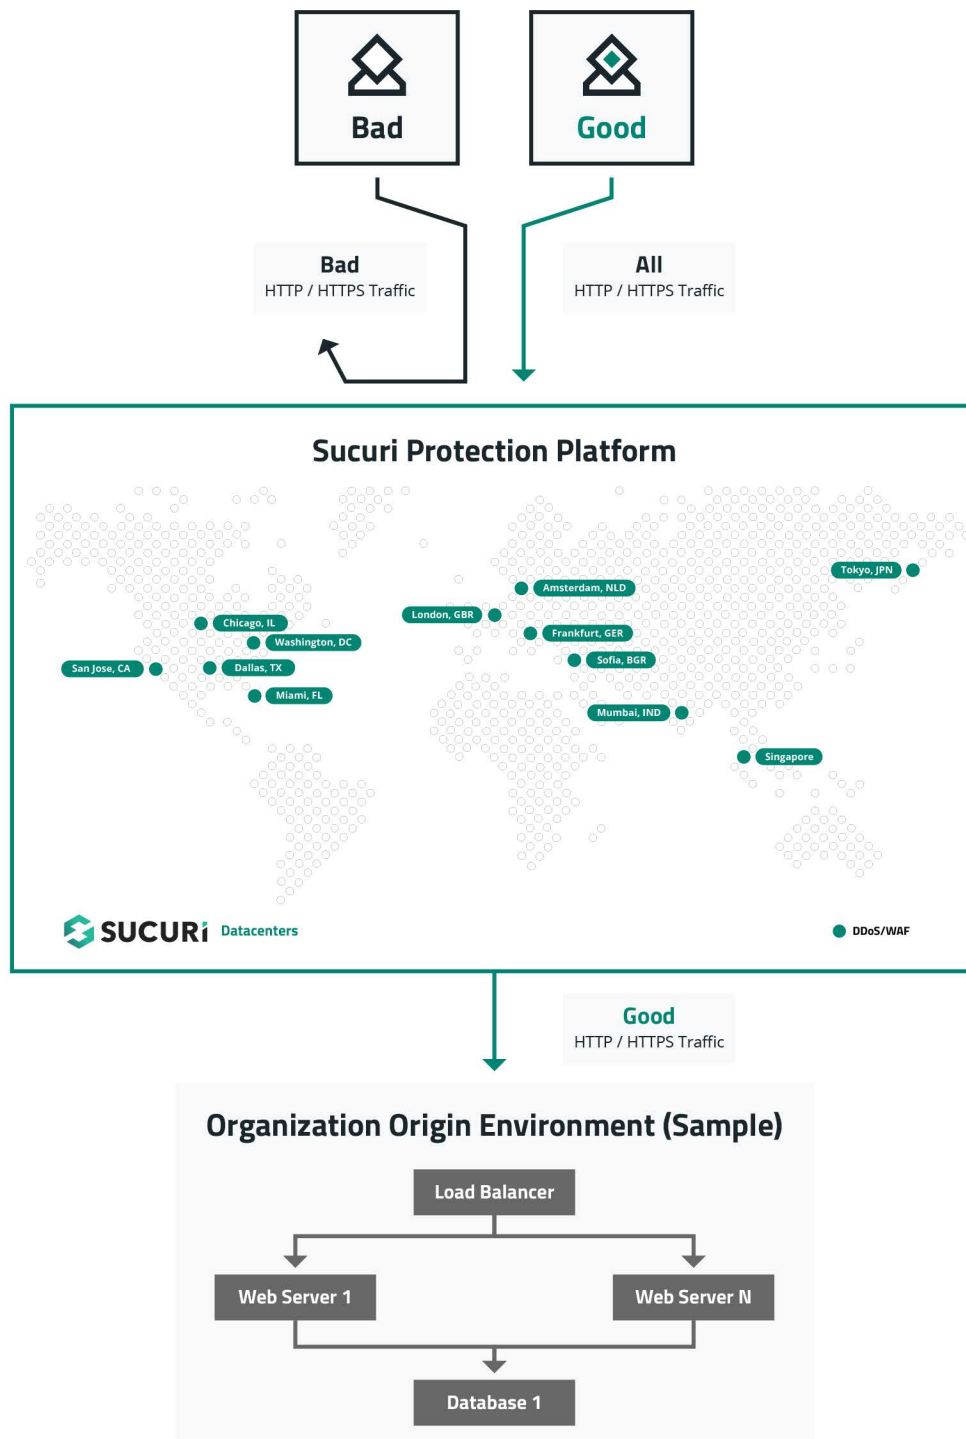 Bad
Good
Bad
HTTP / HTTPS Traffic
All
HTTP / HTTPS Traffic
Sucuri Protection Platform
Tokyo, JPN
Amsterdam, NLD
London, GBR
Chicago, IL
Frankfurt, GER
Washington, DC
Sofia, BGR
San Jose, CA
Dallas, TX
Miami, FL
Mumbai, IND
Singapore
SUCURi Datacenters
DDoS/WAF
Good
HTTP / HTTPS Traffic
Organization Origin Environment (Sample)
Load Balancer
Web Server 1
Web Server N
Database 1